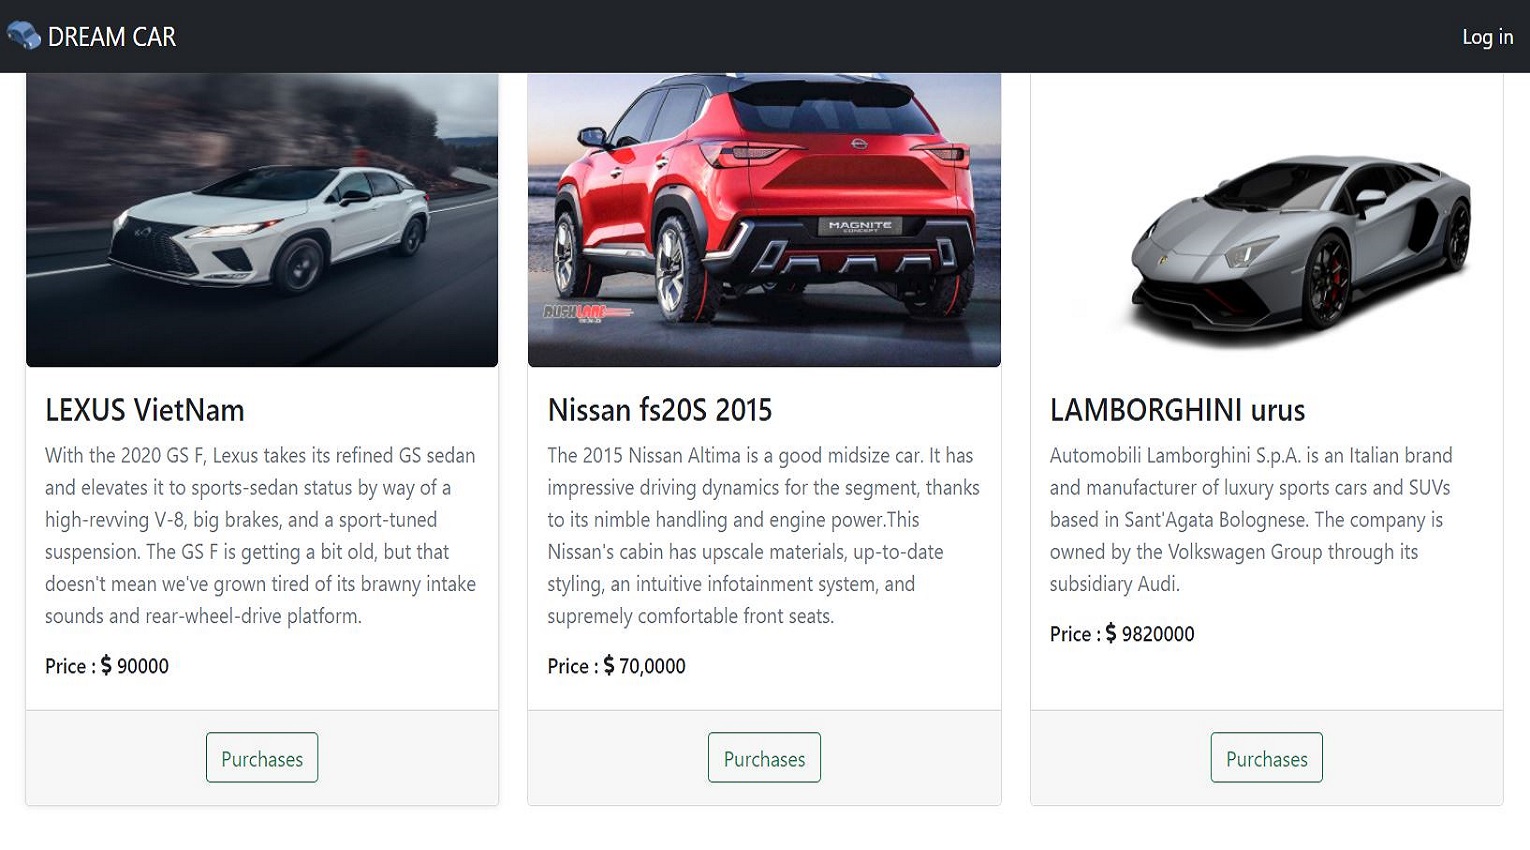 DREAM CAR
Log in
MAGNITE
CONCEPT
RUSHLANE
LEXUS VietNam
With the 2020 GS F, Lexus takes its refined GS sedan
and elevates it to sports-sedan status by way of a
high-revving V-8, big brakes, and a sport-tuned
suspension. The GS F is getting a bit old, but that
doesn't mean we've grown tired of its brawny intake
sounds and rear-wheel-drive platform.
Price : $ 90000
Purchases
Nissan fs20S 2015
The 2015 Nissan Altima is a good midsize car. It has
impressive driving dynamics for the segment, thanks
to its nimble handling and engine power.This
Nissan's cabin has upscale materials, up-to-date
styling, an intuitive infotainment system, and
supremely comfortable front seats.
Price : $ 70,0000
Purchases
LAMBORGHINI urus
Automobili Lamborghini S.p.A. is an Italian brand
and manufacturer of luxury sports cars and SUVs
based in Sant'Agata Bolognese. The company is
owned by the Volkswagen Group through its
subsidiary Audi.
Price : $ 9820000
Purchases